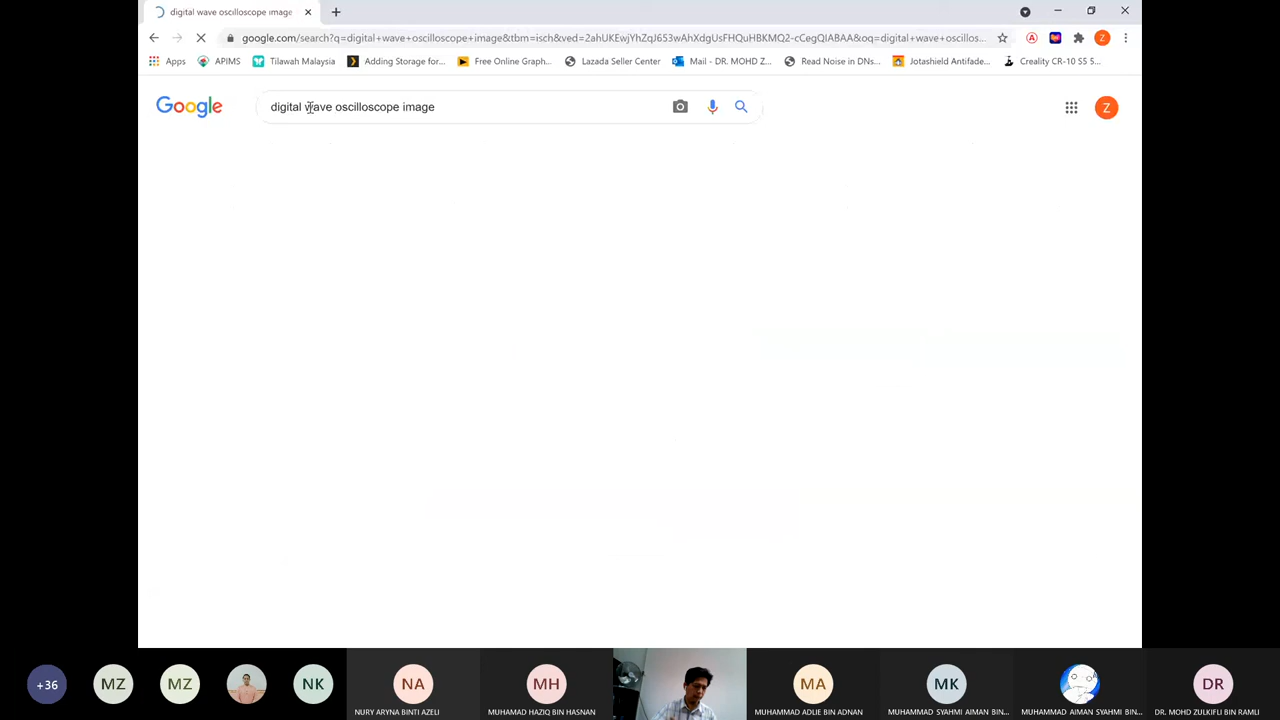 digital wave oscilloscope image
google.com/search?q=digital+wave+oscilloscope+image&tbm=isch&ved=2ahUKEwjYhZqJ653wAhXdgUsFHQuHBKMQ2-cCegQIABAA&oq=digital+wave+oscillos...
Apps
APIMS
Tilawah Malaysia
Adding Storage for...
Free Online Graph...
Lazada Seller Center
Mail - DR. MOHD Z...
Read Noise in DNs...
Jotashield Antifade...
Creality CR-10 S5 5...
Google
digital wave oscilloscope image
Z
+36
MZ
MZ
NK
NA
MH
MA
MK
DR
NURY ARYNA BINTI AZELI
MUHAMAD HAZIQ BIN HASNAN
MUHAMMAD ADLIE BIN ADNAN
MUHAMMAD SYAHMI AIMAN BIN...
MUHAMMAD AIMAN SYAHMI BIN...
DR. MOHD ZULKIFLI BIN RAMLI